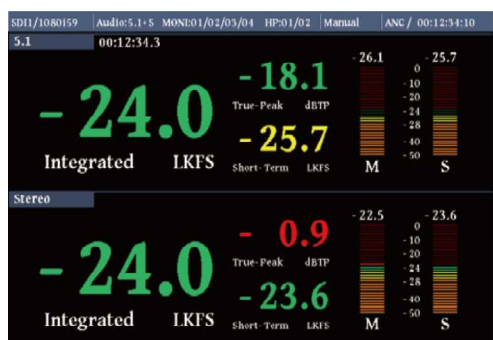 SDI1/1080I59 Audio:5.1+S MONI:01/02/03/04 HP:01/02 Manual ANC / 00:12:34:10
5.1 00:12:34.3
- 26.1 - 25.7
- 18.1
True-Peak dBTP
- 24.0
- 25.7
Integrated LKFS
Short-Term LKFS
0
- 10
- 20
- 24
- 28
- 40
- 50
M S
Stereo
- 22.5 - 23.6
- 0.9
True-Peak dBTP
- 24.0
- 23.6
Integrated LKFS
Short-Term LKFS
0
- 10
- 20
- 24
- 28
- 40
- 50
M S